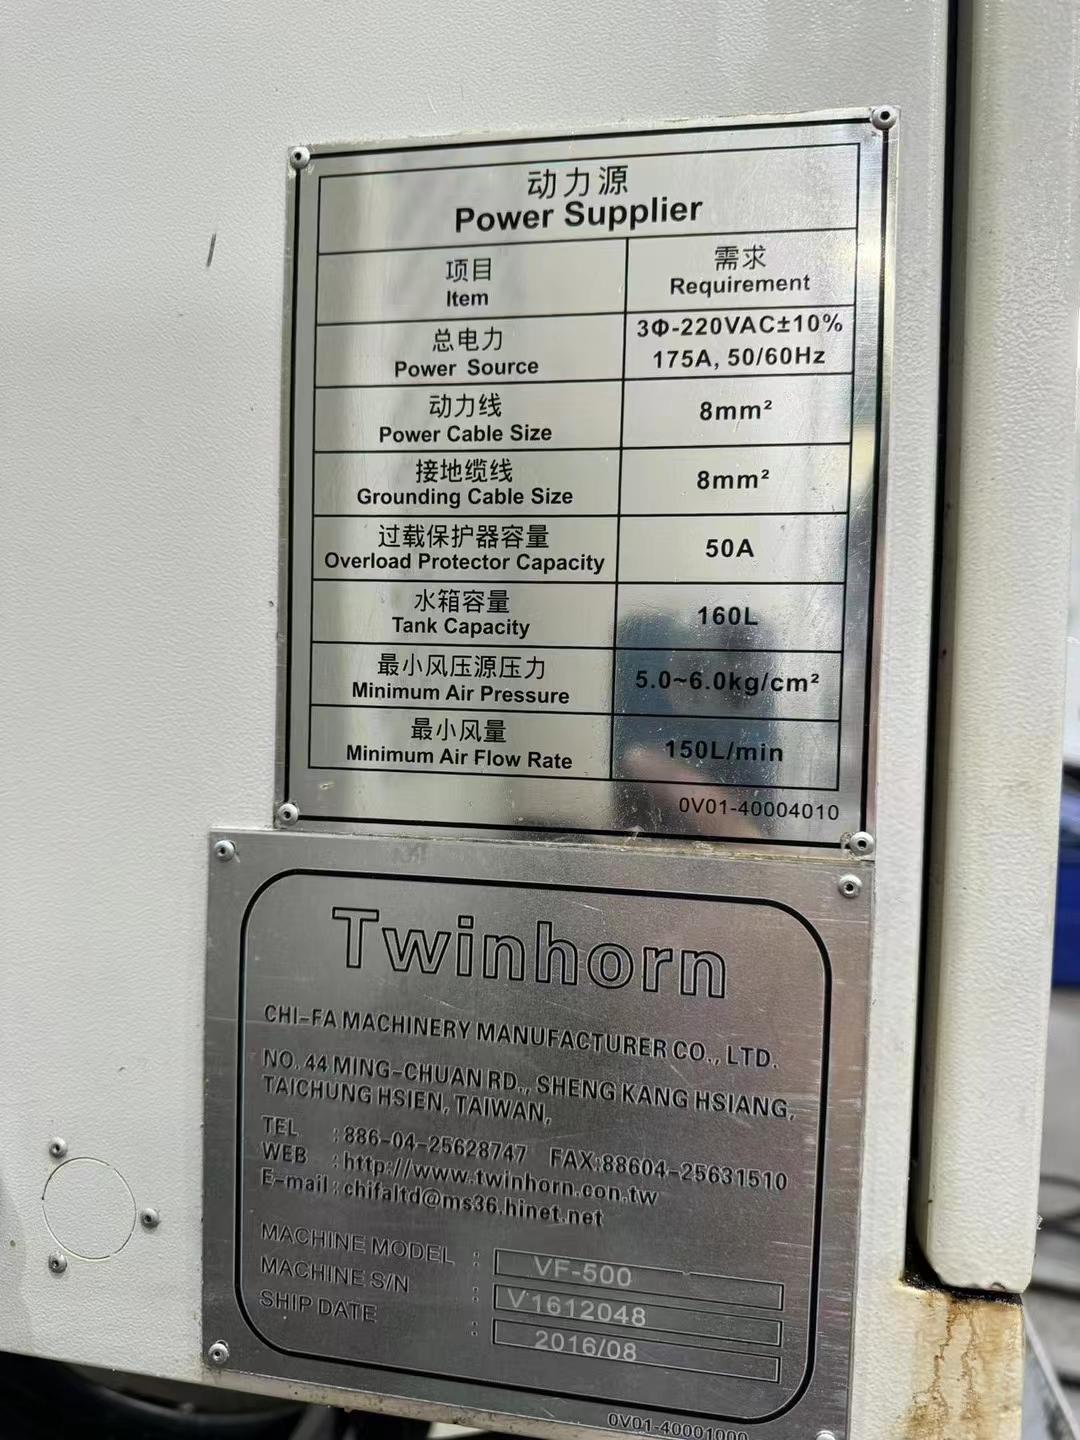 动力源
Power Supplier
项目
Item
需求
Requirement
总电力
Power Source
3Φ-220VAC±10%
175A, 50/60Hz
动力线
Power Cable Size
8mm²
接地缆线
Grounding Cable Size
8mm²
过载保护器容量
Overload Protector Capacity
50A
水箱容量
Tank Capacity
160L
最小风压源压力
Minimum Air Pressure
5.0~6.0kg/cm²
最小风量
Minimum Air Flow Rate
150L/min
0V01-40004010
Twinhorn
CHI-FA MACHINERY MANUFACTURER CO., LTD.
NO. 44 MING-CHUAN RD., SHENG KANG HSIANG,
TAICHUNG HSIEN, TAIWAN,
TEL : 886-04-25628747 FAX:88604-25631510
WEB : http://www.twinhorn.con.tw
E-mail : chifaltd@ms36.hinet.net
MACHINE MODEL : VF-500
MACHINE S/N : V1612048
SHIP DATE : 2016/08
0V01-40001000